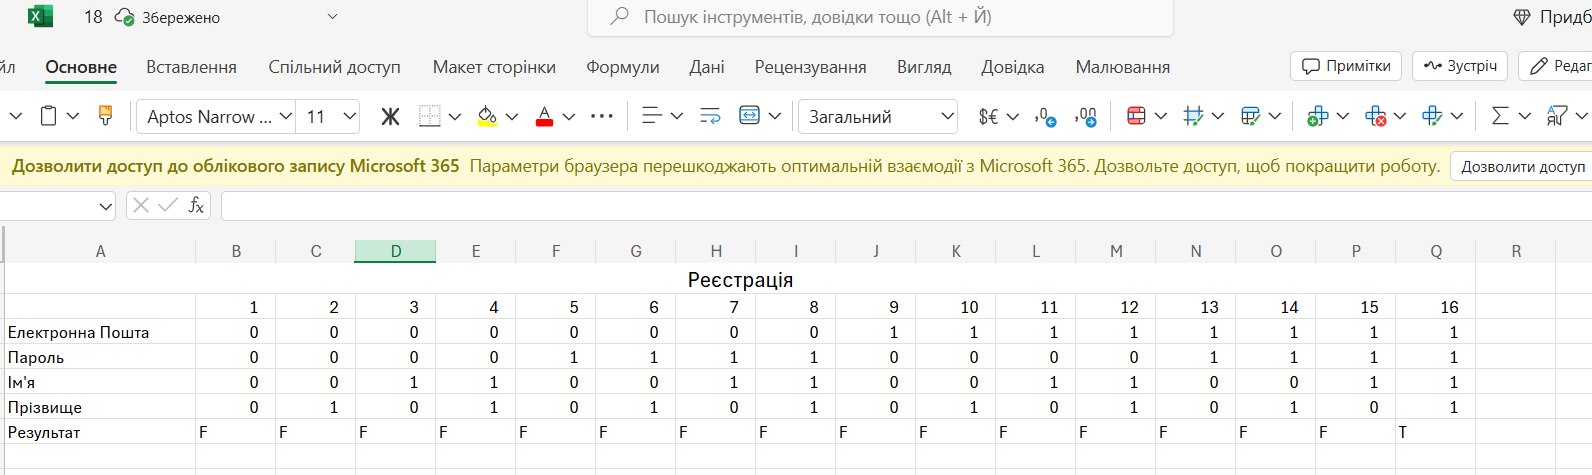 18 Збережено Пошук інструментів, довідки тощо (Alt + Й)
Основне Вставлення Спільний доступ Макет сторінки Формули Дані Рецензування Вигляд Довідка Малювання Примітки Зустріч
Aptos Narrow ... 11 Ж A ... Загальний $€
Дозволити доступ до облікового запису Microsoft 365 Параметри браузера перешкоджають оптимальній взаємодії з Microsoft 365. Дозвольте доступ, щоб покращити роботу. Дозволити доступ
fx
A B C D E F G H I J K L M N O P Q R
Реєстрація
1 2 3 4 5 6 7 8 9 10 11 12 13 14 15 16
Електронна Пошта 0 0 0 0 0 0 0 0 1 1 1 1 1 1 1 1
Пароль 0 0 0 0 1 1 1 1 0 0 0 0 1 1 1 1
Ім'я 0 0 1 1 0 0 1 1 0 0 1 1 0 0 1 1
Прізвище 0 1 0 1 0 1 0 1 0 1 0 1 0 1 0 1
Результат F F F F F F F F F F F F F F F T